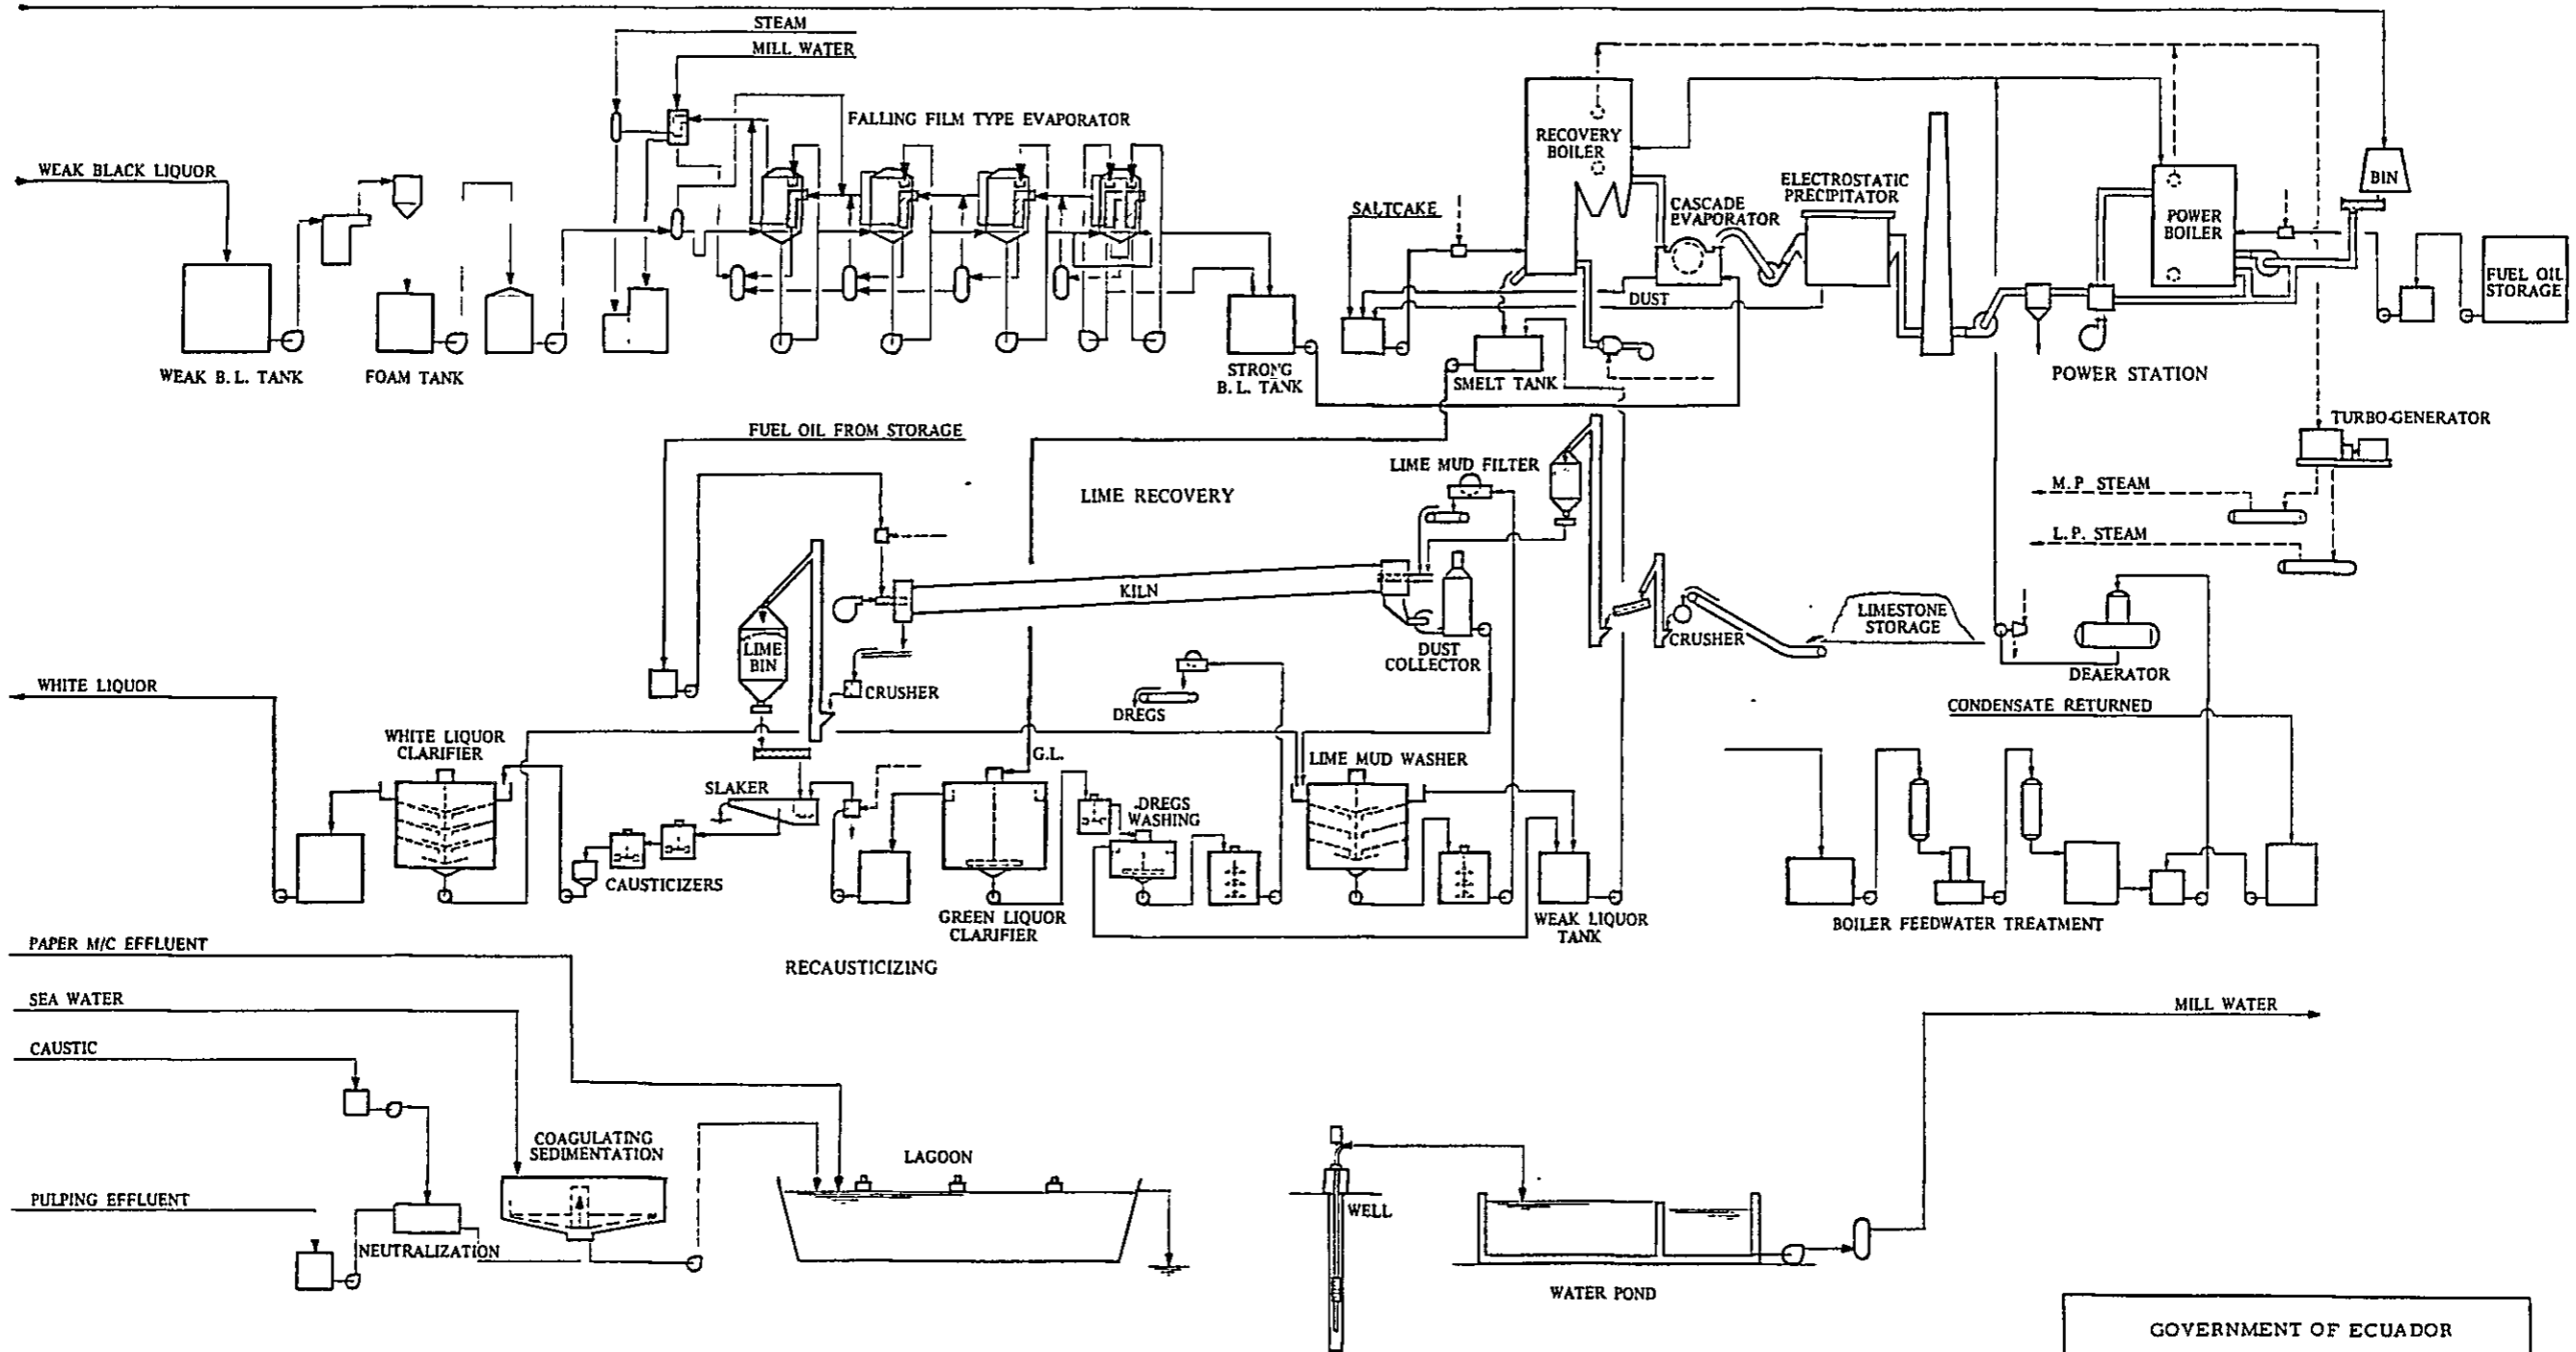 STEAM
MILL WATER
FALLING FILM TYPE EVAPORATOR
WEAK BLACK LIQUOR
WEAK B.L. TANK
FOAM TANK
STRONG
B.L. TANK
SALTCAKE
RECOVERY
BOILER
CASCADE
EVAPORATOR
ELECTROSTATIC
PRECIPITATOR
DUST
SMELT TANK
POWER
BOILER
BIN
FUEL OIL
STORAGE
POWER STATION
TURBO-GENERATOR
M.P STEAM
L.P. STEAM
FUEL OIL FROM STORAGE
LIME RECOVERY
LIME MUD FILTER
KILN
LIME
BIN
CRUSHER
DUST
COLLECTOR
CRUSHER
LIMESTONE
STORAGE
DEAERATOR
DREGS
WHITE LIQUOR
WHITE LIQUOR
CLARIFIER
SLAKER
G.L.
DREGS
WASHING
LIME MUD WASHER
CONDENSATE RETURNED
CAUSTICIZERS
GREEN LIQUOR
CLARIFIER
WEAK LIQUOR
TANK
BOILER FEEDWATER TREATMENT
RECAUSTICIZING
PAPER M/C EFFLUENT
SEA WATER
CAUSTIC
COAGULATING
SEDIMENTATION
LAGOON
PULPING EFFLUENT
NEUTRALIZATION
WELL
WATER POND
MILL WATER
GOVERNMENT OF ECUADOR